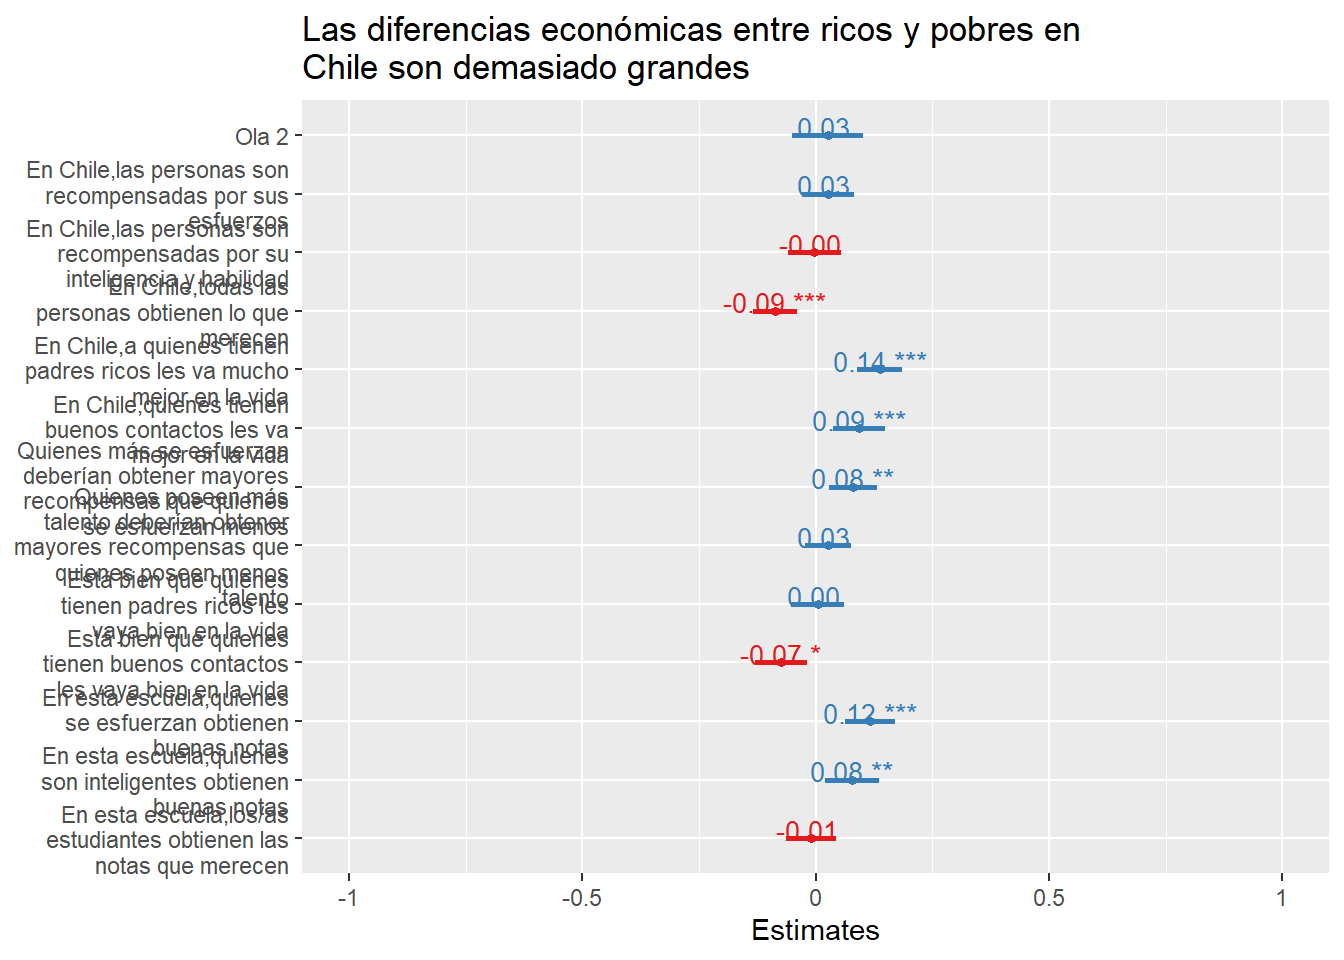 Las diferencias económicas entre ricos y pobres en
Chile son demasiado grandes
Ola 2
0.03
En Chile,las personas son
recompensadas por sus
esfuerzos
0.03
En Chile,las personas son
recompensadas por su
inteligencia y habilidad
-0.00
En Chile,todas las
personas obtienen lo que
merecen
-0.09 ***
En Chile,a quienes tienen
padres ricos les va mucho
mejor en la vida
0.14 ***
En Chile,quienes tienen
buenos contactos les va
mejor en la vida
0.09 ***
Quienes más se esfuerzan
deberían obtener mayores
recompensas que quienes
se esfuerzan menos
0.08 **
Quienes poseen más
talento deberían obtener
mayores recompensas que
quienes poseen menos
talento
0.03
Está bien que quienes
tienen padres ricos les
vaya bien en la vida
0.00
Está bien que quienes
tienen buenos contactos
les vaya bien en la vida
-0.07 *
En esta escuela,quienes
se esfuerzan obtienen
buenas notas
0.12 ***
En esta escuela,quienes
son inteligentes obtienen
buenas notas
0.08 **
En esta escuela,los/as
estudiantes obtienen las
notas que merecen
-0.01
-1
-0.5
0
0.5
1
Estimates